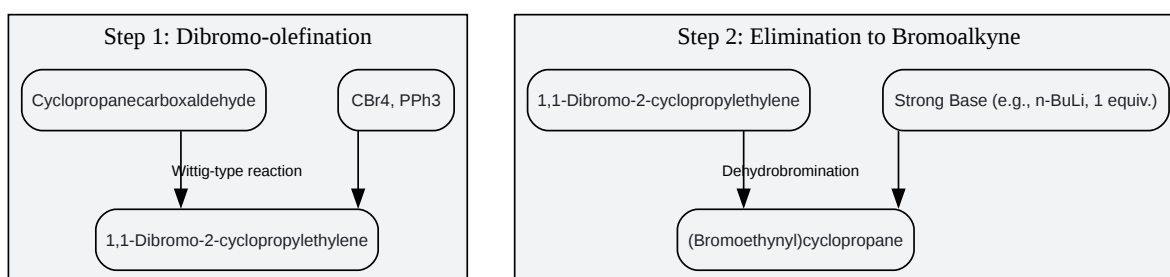 Step 1: Dibromo-olefination
Cyclopropanecarboxaldehyde
CBr4, PPh3
Wittig-type reaction
1,1-Dibromo-2-cyclopropylethylene
Step 2: Elimination to Bromoalkyne
1,1-Dibromo-2-cyclopropylethylene
Strong Base (e.g., n-BuLi, 1 equiv.)
Dehydrobromination
(Bromoethynyl)cyclopropane